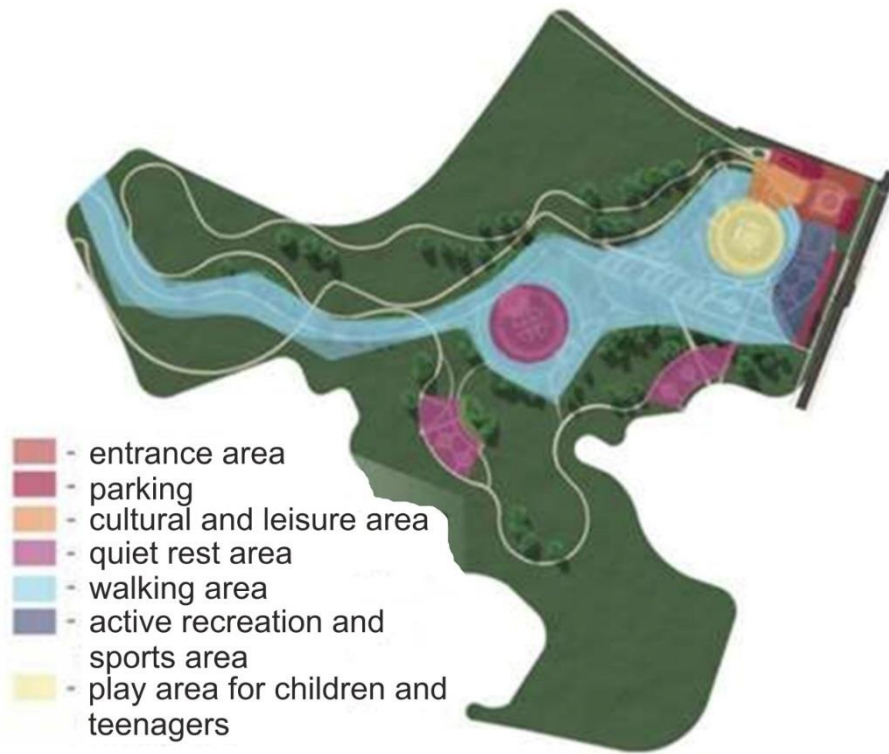 - entrance area
- parking
- cultural and leisure area
- quiet rest area
- walking area
- active recreation and
sports area
- play area for children and
teenagers